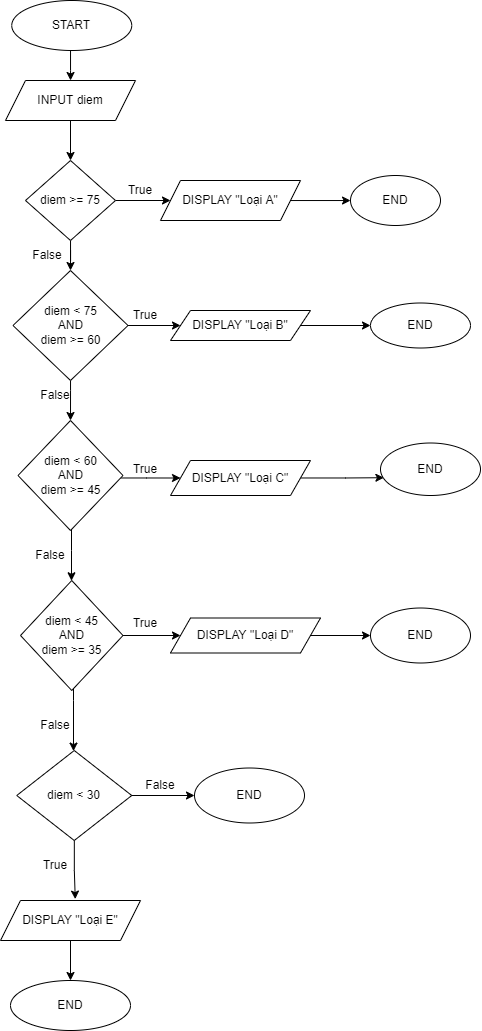 START
INPUT diem
diem >= 75
True
DISPLAY "Loại A"
END
False
diem < 75
AND
diem >= 60
True
DISPLAY "Loại B"
END
False
diem < 60
AND
diem >= 45
True
DISPLAY "Loại C"
END
False
diem < 45
AND
diem >= 35
True
DISPLAY "Loại D"
END
False
diem < 30
False
END
True
DISPLAY "Loại E"
END